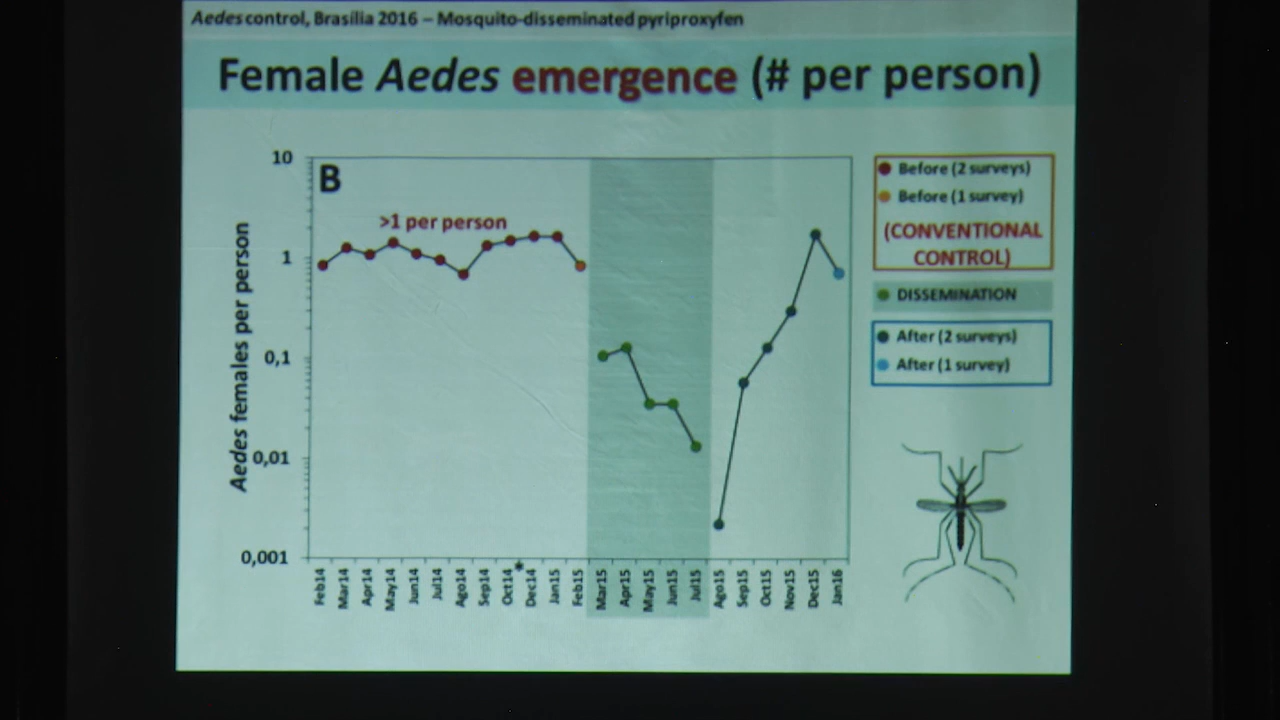 Aedes control, Brasília 2016 – Mosquito-disseminated pyriproxyfen
Female Aedes emergence (# per person)
B
>1 per person
Aedes females per person
10
1
0,1
0,01
0,001
Feb14
Mar14
Apr14
May14
Jun14
Jul14
Ago14
Sep14
Oct14
*
Dec14
Jan15
Feb15
Mar15
Apr15
May15
Jun15
Jul15
Ago15
Sep15
Oct15
Nov15
Dec15
Jan16
Before (2 surveys)
Before (1 survey)
(CONVENTIONAL
CONTROL)
DISSEMINATION
After (2 surveys)
After (1 survey)